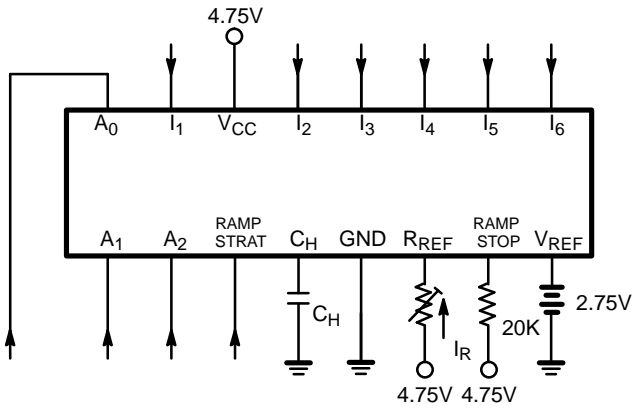 4.75V
A0 I1 VCC I2 I3 I4 I5 I6
RAMP RAMP
A1 A2 STRAT CH GND RREF STOP VREF
CH
2.75V
20K
IR
4.75V 4.75V